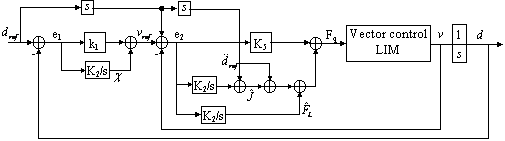 s
s
d_ref
e₁
k₁
v_ref
e₂
K₃
F_q
Vector control
LIM
v
1
s
d
K₂/s
χ
d̈_ref
K₂/s
Ĵ
K₂/s
F̂_L